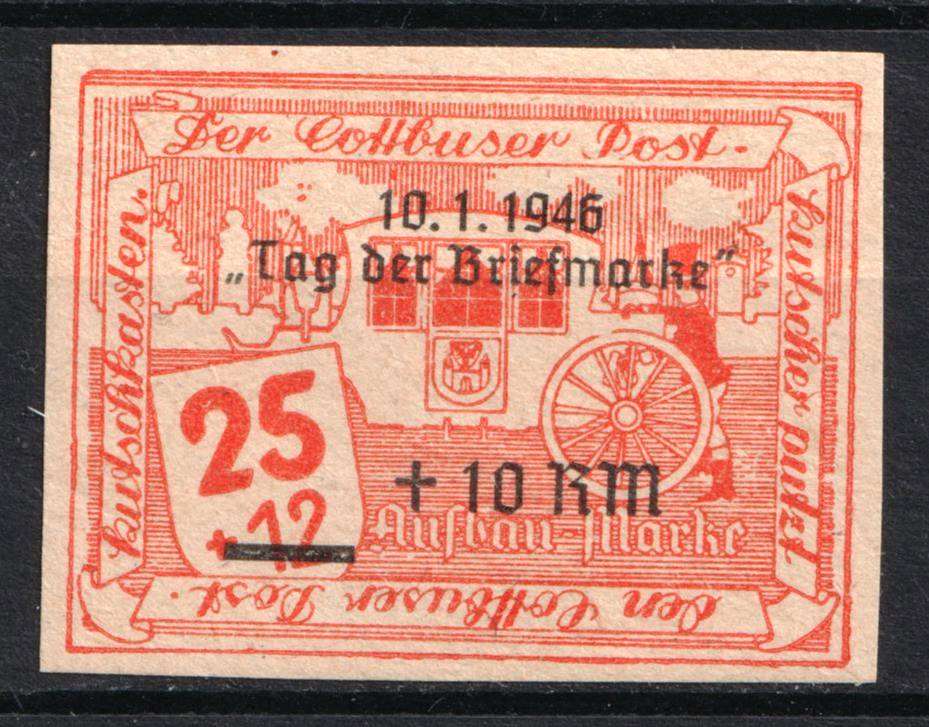 Der Cottbuser Post-
kutscher putzt
den Cottbuser Post-
kutschkasten.
10. 1. 1946
„Tag der Briefmarke“
25
+ 12
+ 10 RM
Aufbau-Marke